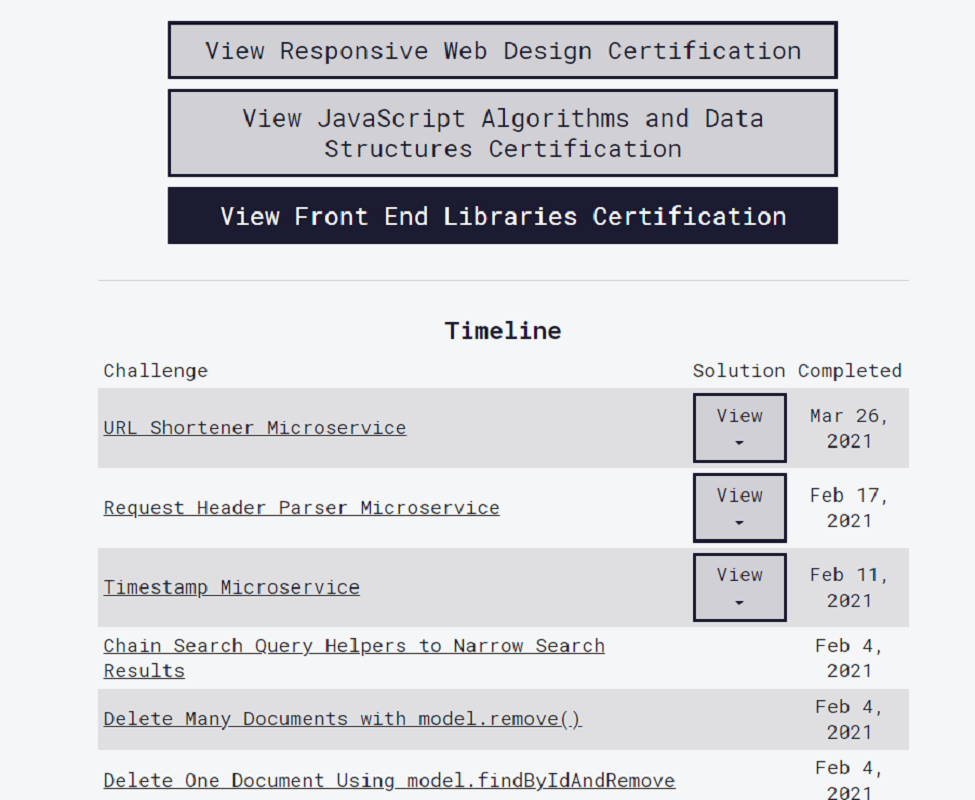 View Responsive Web Design Certification
View JavaScript Algorithms and Data
Structures Certification
View Front End Libraries Certification
Timeline
Challenge Solution Completed
URL Shortener Microservice View Mar 26,
2021
Request Header Parser Microservice View Feb 17,
2021
Timestamp Microservice View Feb 11,
2021
Chain Search Query Helpers to Narrow Search Feb 4,
Results 2021
Delete Many Documents with model.remove() Feb 4,
2021
Delete One Document Using model.findByIdAndRemove Feb 4,
2021